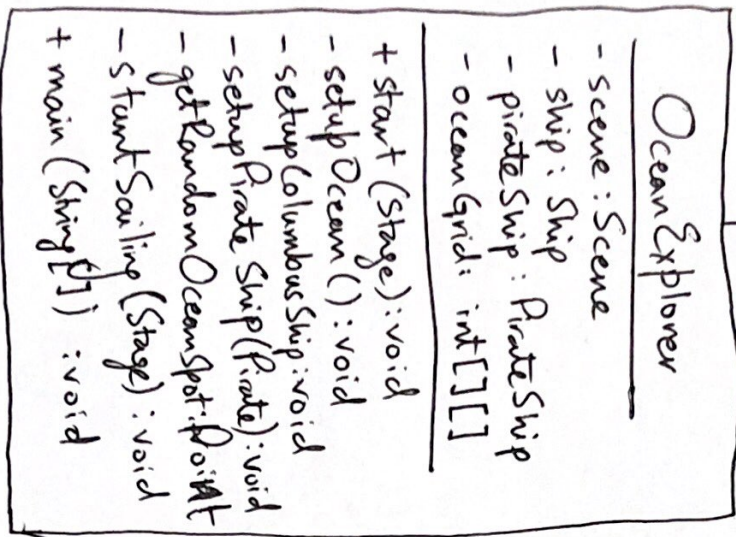 OceanExplorer
- scene : Scene
- ship : Ship
- pirateShip : PirateShip
- oceanGrid : int[][]
+ start (Stage) : void
- setupOcean () : void
- setupColumbusShip : void
- setupPirateShip (Pirate) : void
- getRandomOceanSpot : Point
- startSailing (Stage) : void
+ main (String[]) : void